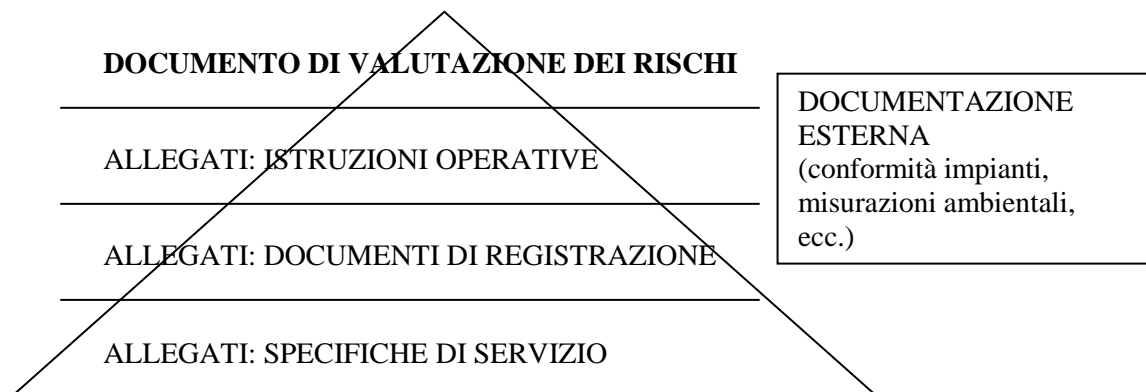 DOCUMENTO DI VALUTAZIONE DEI RISCHI
ALLEGATI: ISTRUZIONI OPERATIVE
ALLEGATI: DOCUMENTI DI REGISTRAZIONE
ALLEGATI: SPECIFICHE DI SERVIZIO
DOCUMENTAZIONE
ESTERNA
(conformità impianti,
misurazioni ambientali,
ecc.)